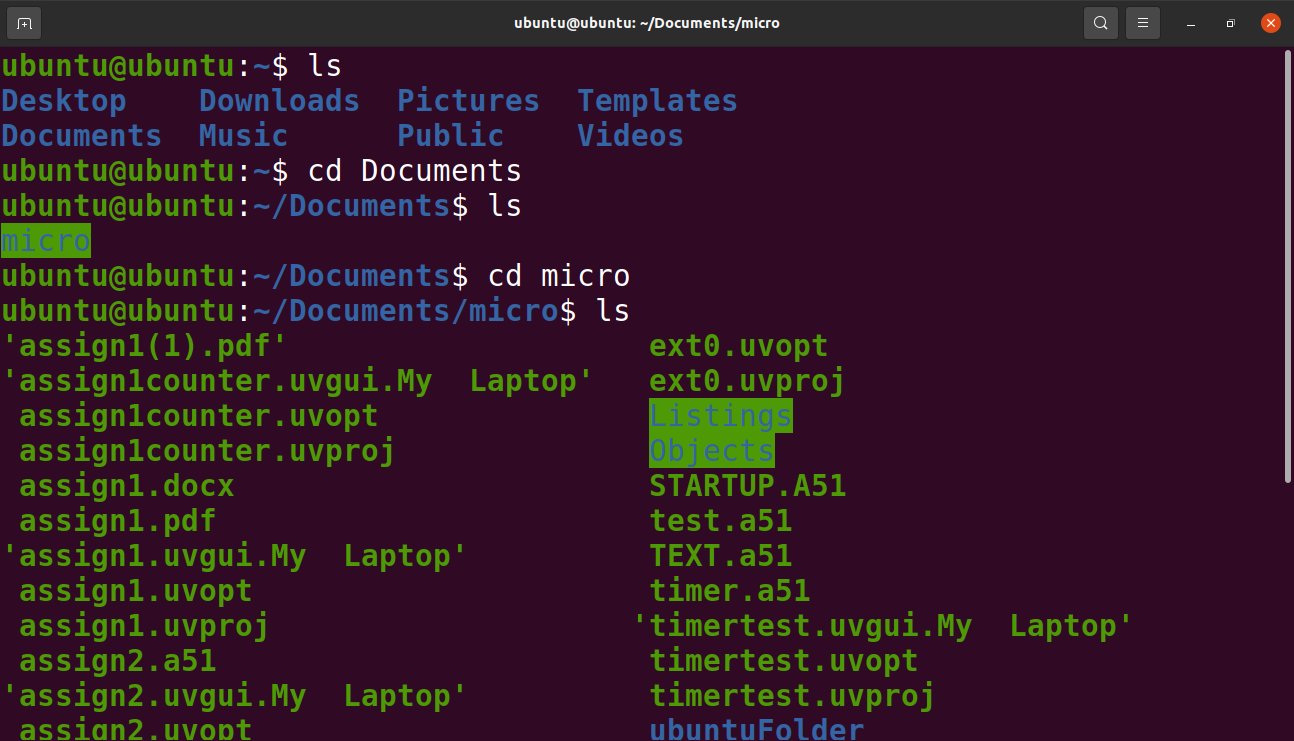 ubuntu@ubuntu: ~/Documents/micro
ubuntu@ubuntu:~$ ls
Desktop    Downloads  Pictures  Templates
Documents  Music      Public    Videos
ubuntu@ubuntu:~$ cd Documents
ubuntu@ubuntu:~/Documents$ ls
micro
ubuntu@ubuntu:~/Documents$ cd micro
ubuntu@ubuntu:~/Documents/micro$ ls
'assign1(1).pdf'                    ext0.uvopt
'assign1counter.uvgui.My  Laptop'   ext0.uvproj
 assign1counter.uvopt               Listings
 assign1counter.uvproj              Objects
 assign1.docx                       STARTUP.A51
 assign1.pdf                        test.a51
'assign1.uvgui.My  Laptop'          TEXT.a51
 assign1.uvopt                      timer.a51
 assign1.uvproj                    'timertest.uvgui.My  Laptop'
 assign2.a51                        timertest.uvopt
'assign2.uvgui.My  Laptop'          timertest.uvproj
 assign2.uvopt                      ubuntuFolder